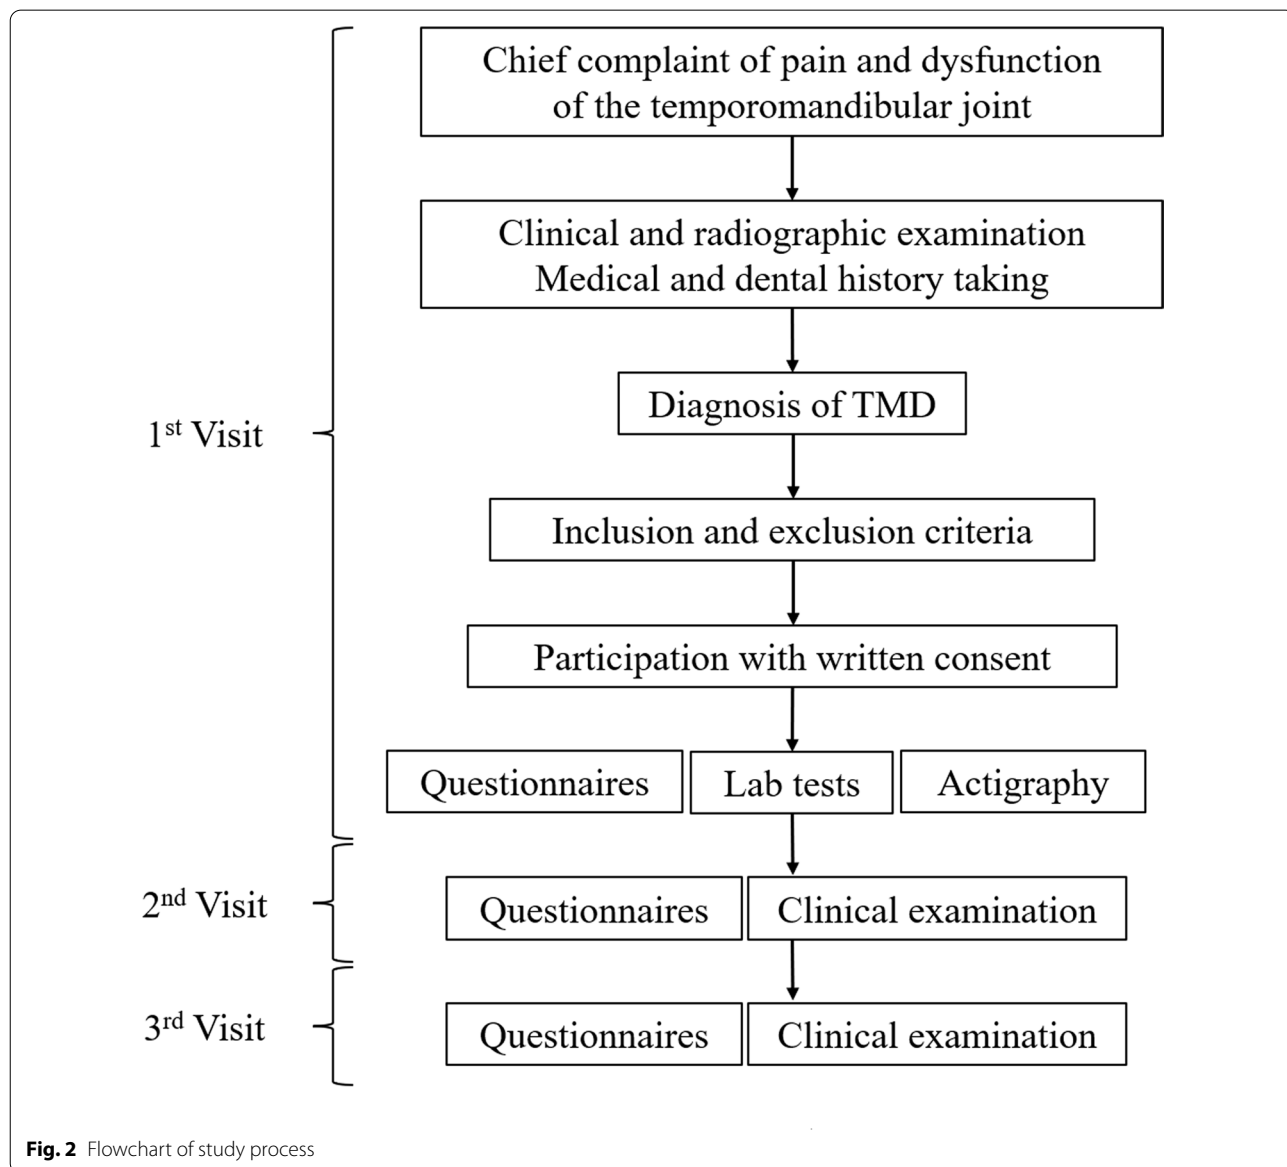 Chief complaint of pain and dysfunction
of the temporomandibular joint
Clinical and radiographic examination
Medical and dental history taking
Diagnosis of TMD
1st Visit
Inclusion and exclusion criteria
Participation with written consent
Questionnaires Lab tests Actigraphy
2nd Visit Questionnaires Clinical examination
3rd Visit Questionnaires Clinical examination
Fig. 2 Flowchart of study process